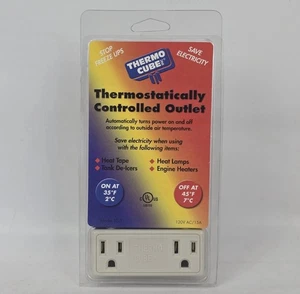 STOP
FREEZE UPS
SAVE
ELECTRICITY
THERMO
CUBE
Thermostatically
Controlled Outlet
Automatically turns power on and off
according to outside air temperature.
Save electricity when using
with the following items:
• Heat Tape
• Heat Lamps
• Tank De-Icers
• Engine Heaters
ON AT
35°F
2°C
UL
OFF AT
45°F
7°C